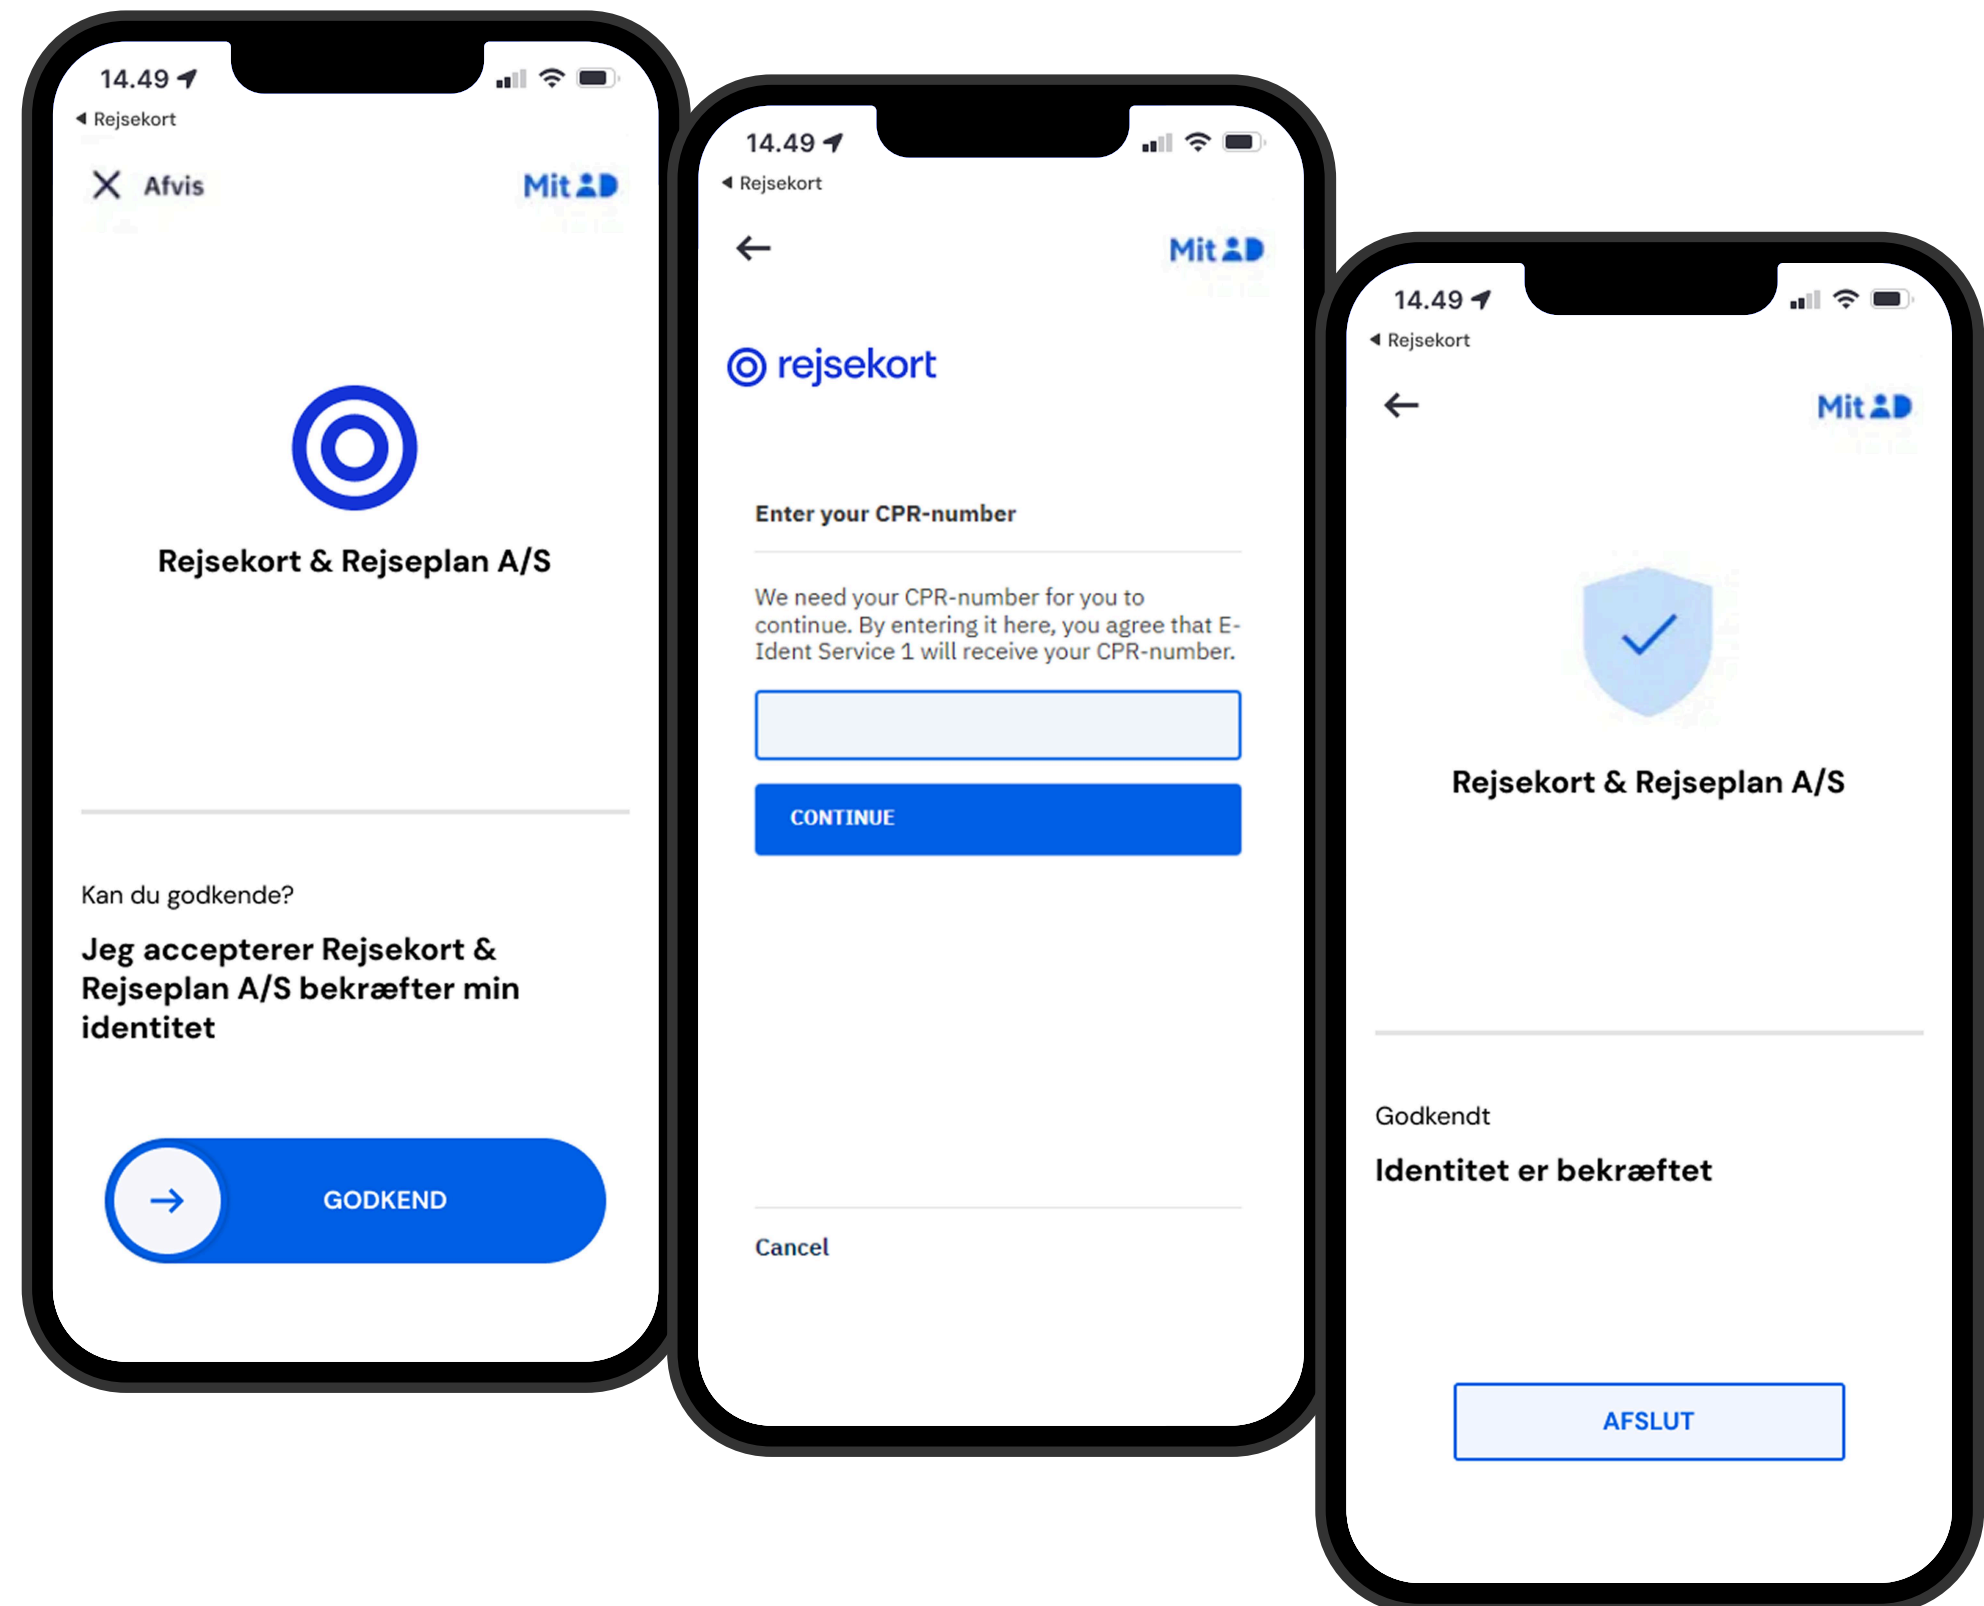 14.49
Rejsekort
Afvis
Mit D
Rejsekort & Rejseplan A/S
Kan du godkende?
Jeg accepterer Rejsekort &
Rejseplan A/S bekræfter min
identitet
GODKEND
14.49
Rejsekort
Mit D
rejsekort
Enter your CPR-number
We need your CPR-number for you to
continue. By entering it here, you agree that E-
Ident Service 1 will receive your CPR-number.
CONTINUE
Cancel
14.49
Rejsekort
Mit D
Rejsekort & Rejseplan A/S
Godkendt
Identitet er bekræftet
AFSLUT